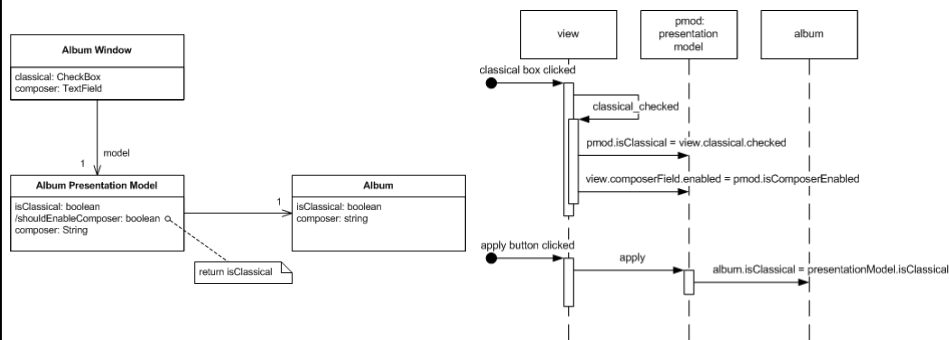 Album Window
classical: CheckBox
composer: TextField
model
1
Album Presentation Model
isClassical: boolean
/shouldEnableComposer: boolean
composer: String
1
Album
isClassical: boolean
composer: string
return isClassical
view
pmod:
presentation
model
album
classical box clicked
classical_checked
pmod.isClassical = view.classical.checked
view.composerField.enabled = pmod.isComposerEnabled
apply button clicked
apply
album.isClassical = presentationModel.isClassical